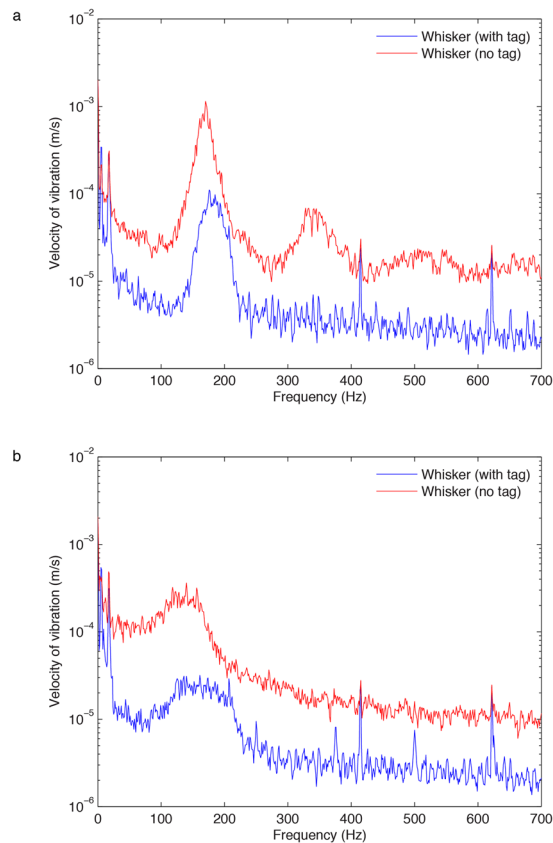 a
10⁻²
Whisker (with tag)
Whisker (no tag)
10⁻³
10⁻⁴
10⁻⁵
10⁻⁶
Velocity of vibration (m/s)
0 100 200 300 400 500 600 700
Frequency (Hz)
b
10⁻²
Whisker (with tag)
Whisker (no tag)
10⁻³
10⁻⁴
10⁻⁵
10⁻⁶
Velocity of vibration (m/s)
0 100 200 300 400 500 600 700
Frequency (Hz)